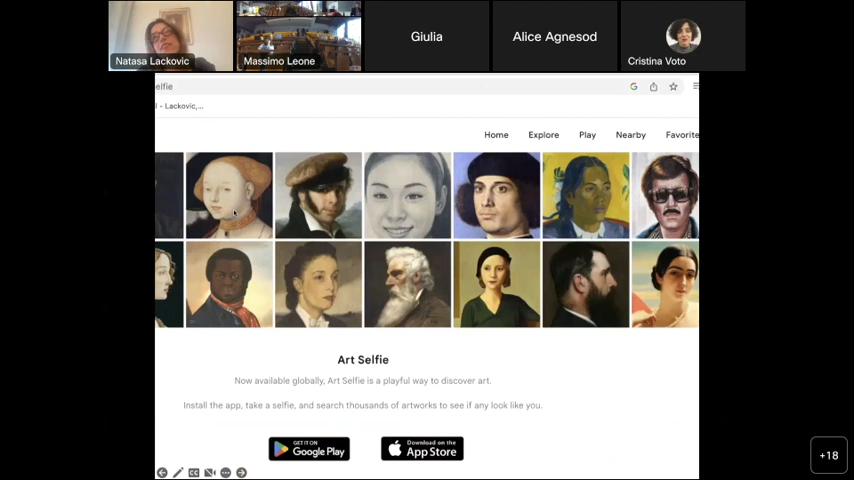 Natasa Lackovic
Massimo Leone
Giulia
Alice Agnesod
Cristina Voto
elfie
l - Lackovic,...
Home Explore Play Nearby Favorite
Art Selfie
Now available globally, Art Selfie is a playful way to discover art.
Install the app, take a selfie, and search thousands of artworks to see if any look like you.
GET IT ON
Google Play
Download on the
App Store
CC
+18